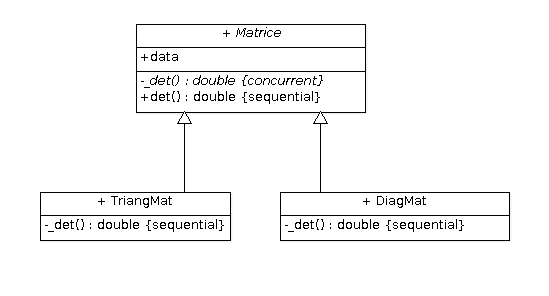 + Matrice
+data
-_det() : double {concurrent}
+det() : double {sequential}
+ TriangMat
-_det() : double {sequential}
+ DiagMat
-_det() : double {sequential}